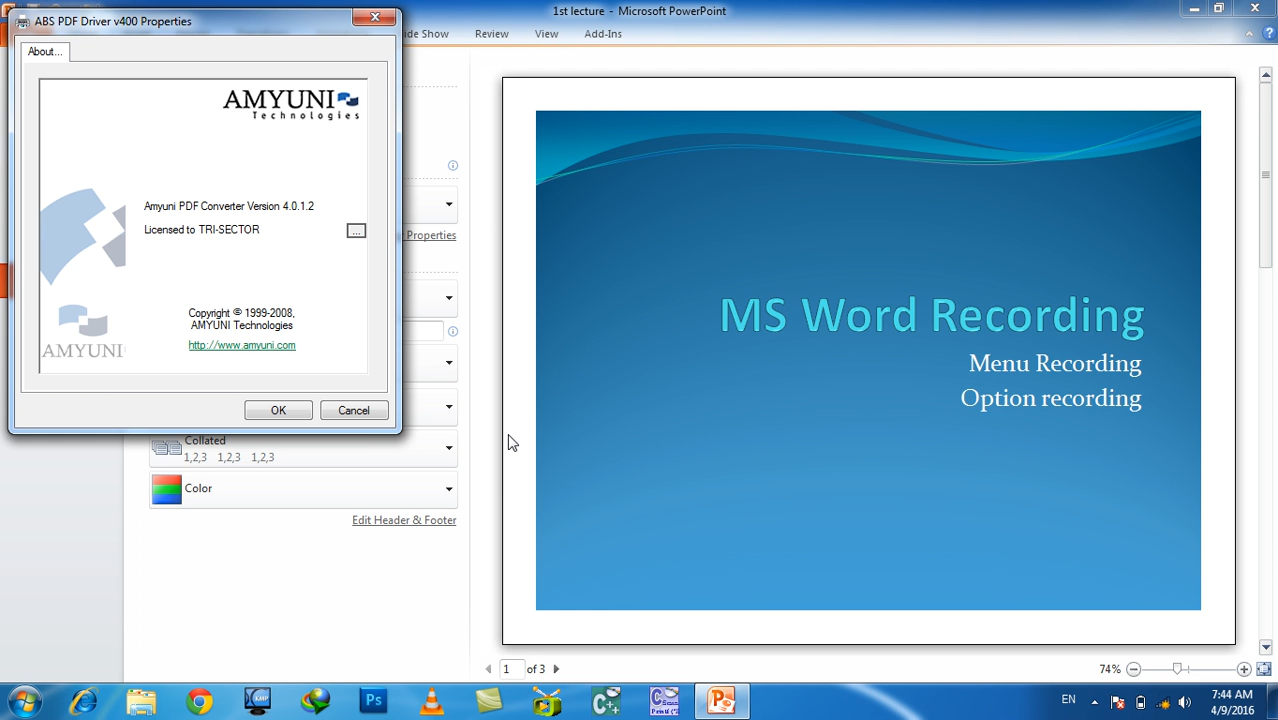 ABS PDF Driver v400 Properties
About...
AMYUNI
Technologies
Amyuni PDF Converter Version 4.0.1.2
Licensed to TRI-SECTOR
...
Copyright © 1999-2008,
AMYUNI Technologies
http://www.amyuni.com
AMYUNI
OK
Cancel
1st lecture - Microsoft PowerPoint
Review
View
Add-Ins
Properties
Collated
1,2,3 1,2,3 1,2,3
Color
Edit Header & Footer
MS Word Recording
Menu Recording
Option recording
1 of 3
74%
Ps
EN
7:44 AM
4/9/2016